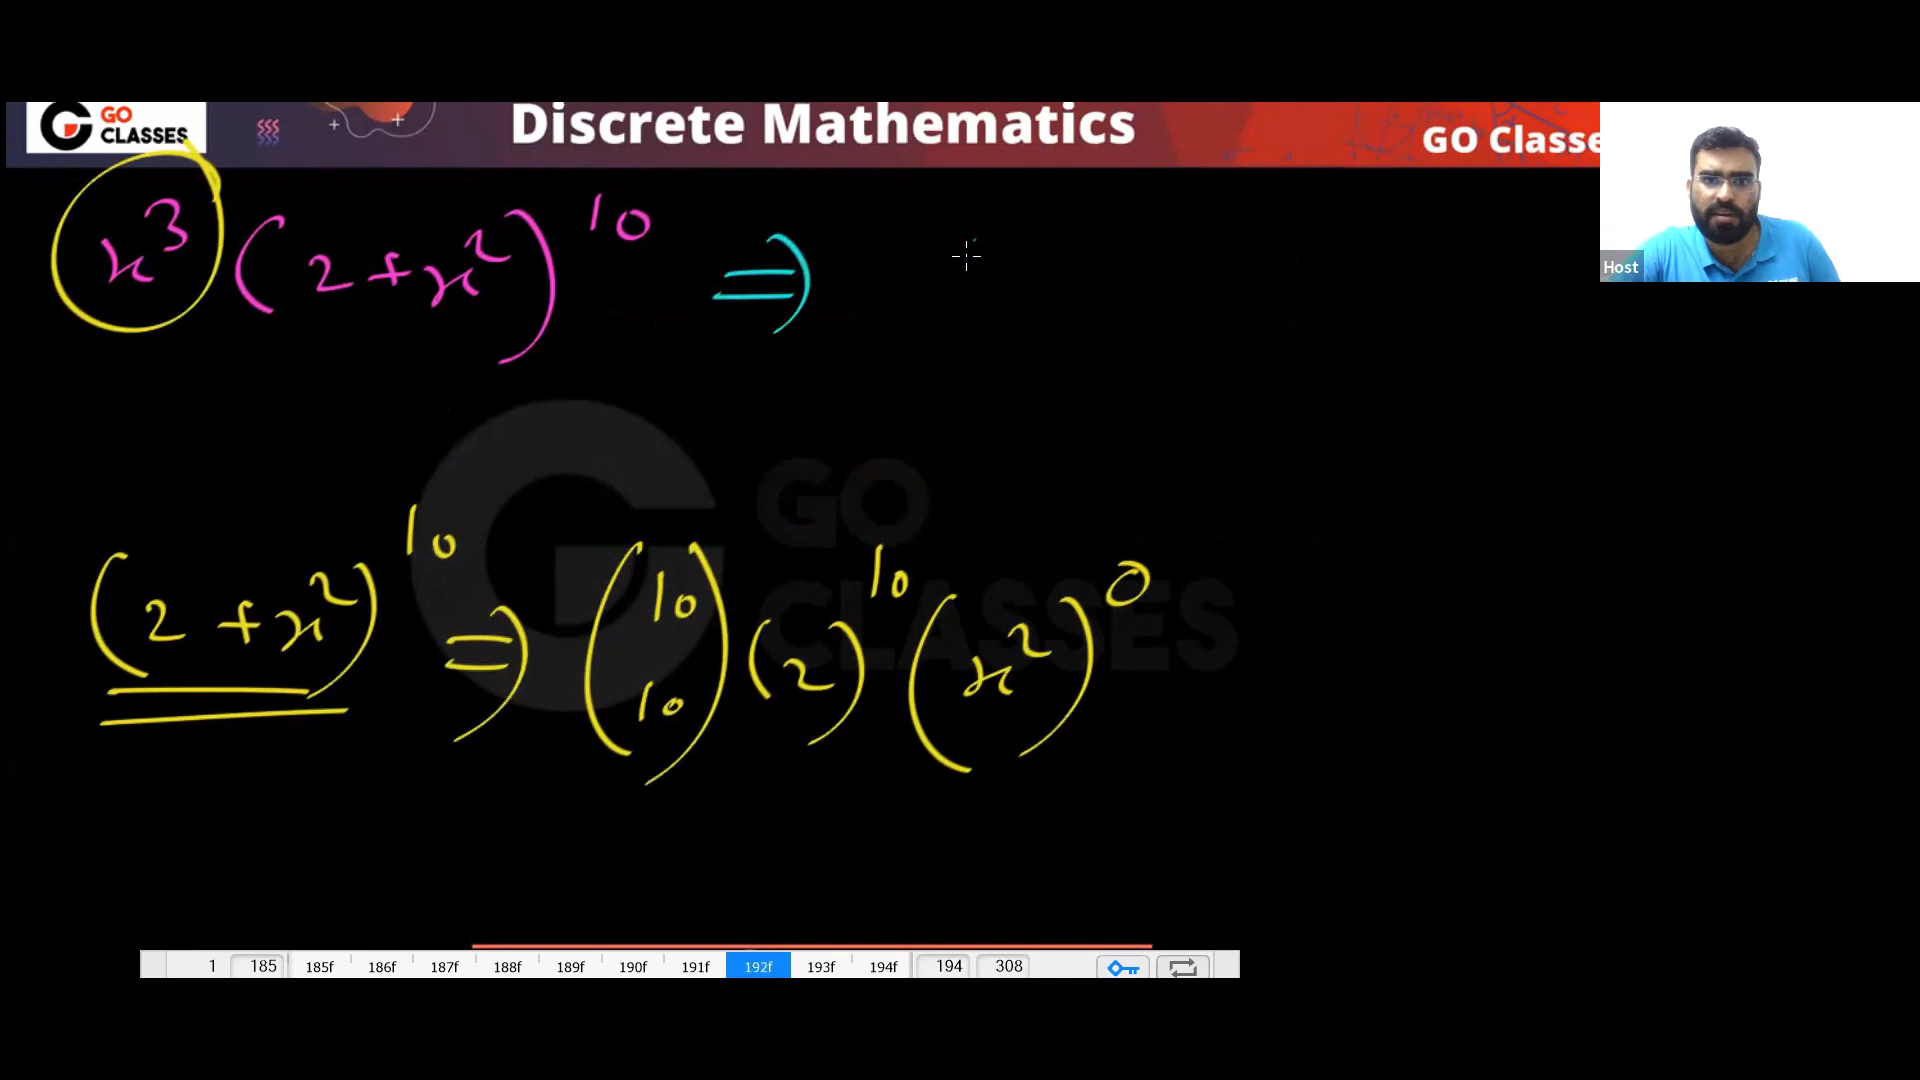 GO
CLASSES
Discrete Mathematics
GO Classe
x³ (2+x²)¹⁰ ⇒
Host
GO
CLASSES
(2+x²)¹⁰ ⇒ (10 10) (2)¹⁰ (x²)⁰
1 185 185f 186f 187f 188f 189f 190f 191f 192f 193f 194f 194 308